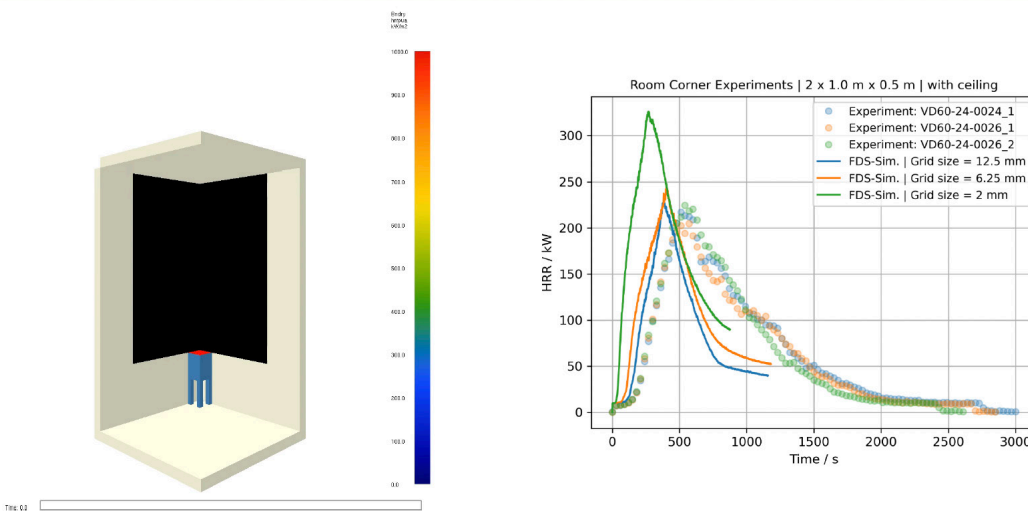 Bndry
hrrpua
kW/m2
1000.0
900.0
800.0
700.0
600.0
500.0
400.0
300.0
200.0
100.0
0.0
Time: 0.0
Room Corner Experiments | 2 x 1.0 m x 0.5 m | with ceiling
Experiment: VD60-24-0024_1
Experiment: VD60-24-0026_1
Experiment: VD60-24-0026_2
FDS-Sim. | Grid size = 12.5 mm
FDS-Sim. | Grid size = 6.25 mm
FDS-Sim. | Grid size = 2 mm
HRR / kW
300
250
200
150
100
50
0
0
500
1000
1500
2000
2500
3000
Time / s